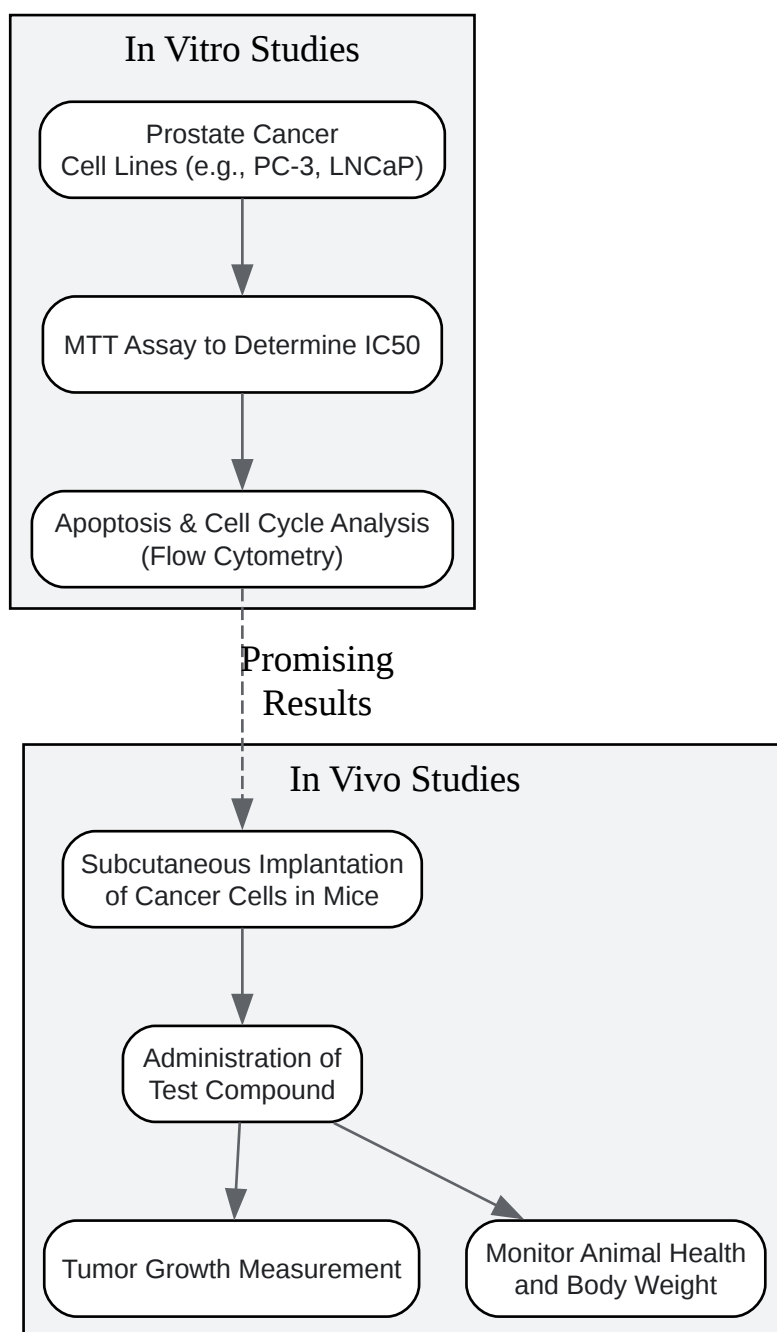 In Vitro Studies
Prostate Cancer
Cell Lines (e.g., PC-3, LNCaP)
MTT Assay to Determine IC50
Apoptosis & Cell Cycle Analysis
(Flow Cytometry)
Promising
Results
In Vivo Studies
Subcutaneous Implantation
of Cancer Cells in Mice
Administration of
Test Compound
Tumor Growth Measurement
Monitor Animal Health
and Body Weight